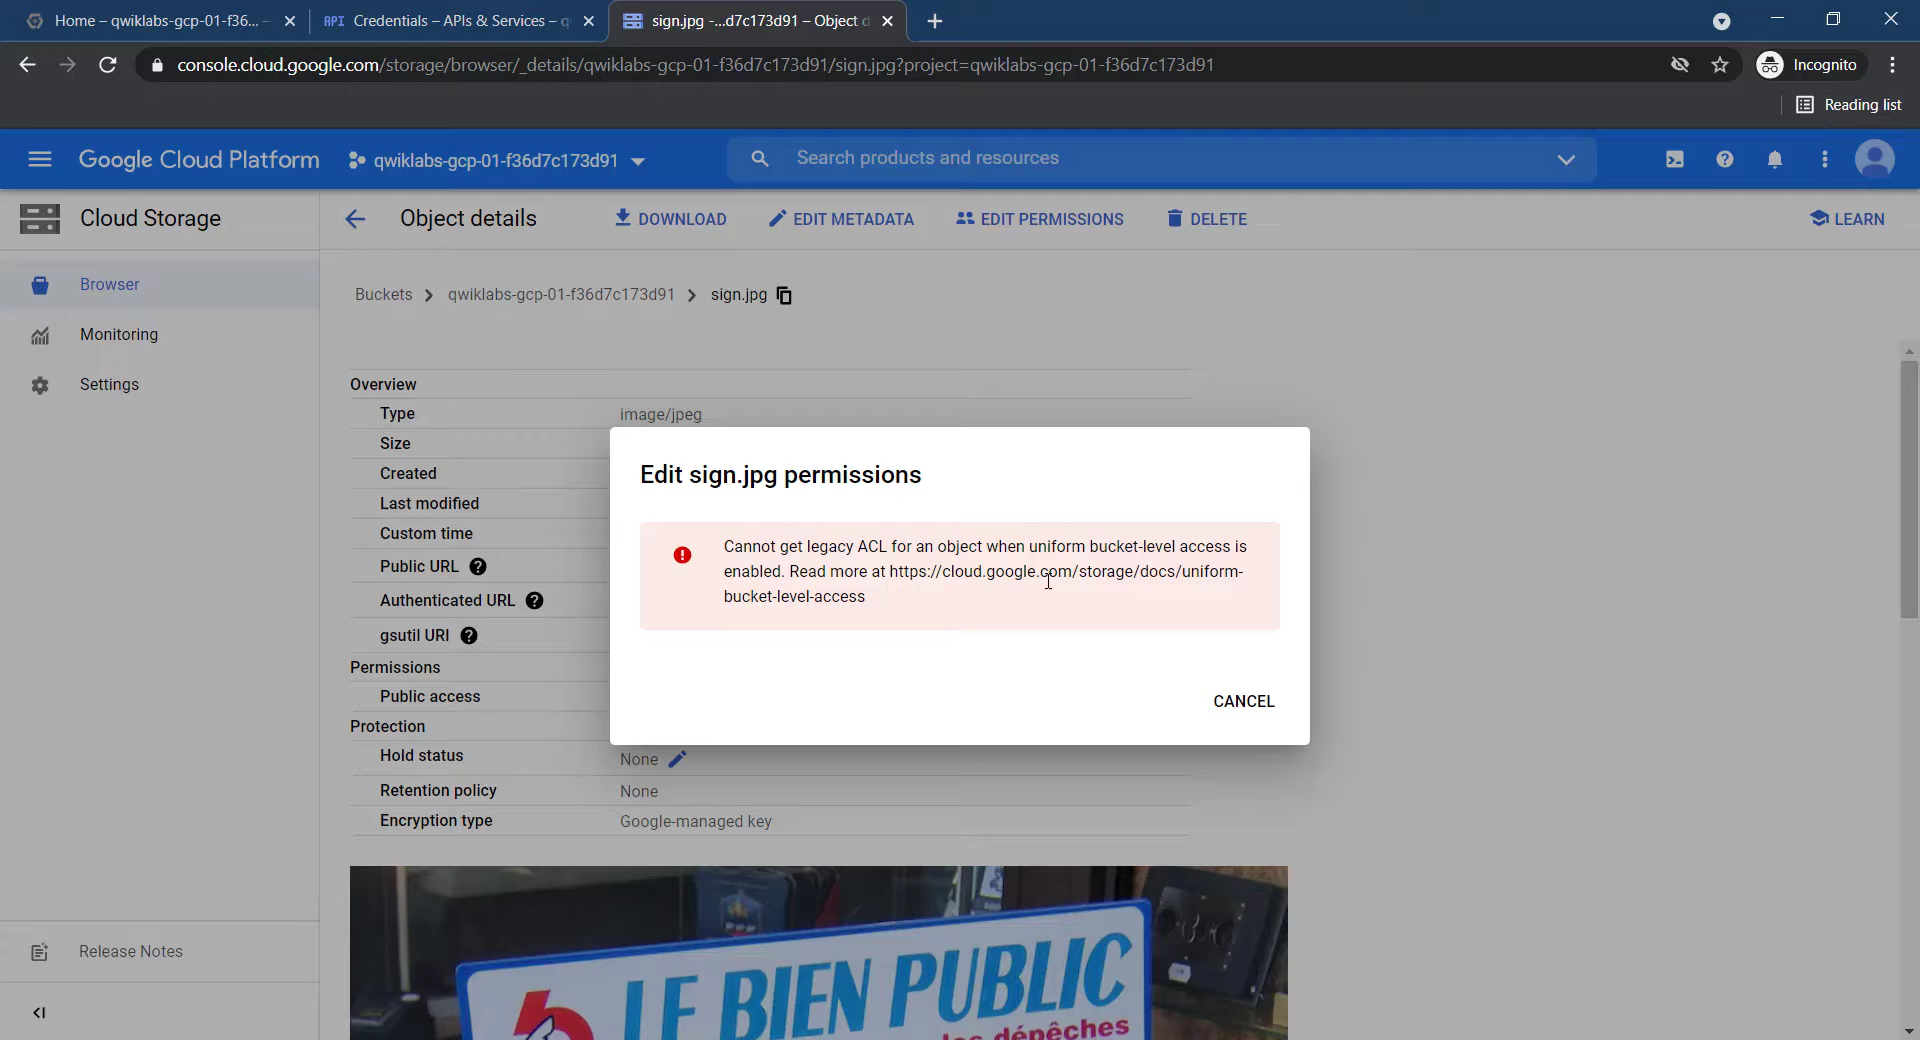 Home – qwiklabs-gcp-01-f36...
API Credentials – APIs & Services – q
sign.jpg -...d7c173d91 – Object d
console.cloud.google.com/storage/browser/_details/qwiklabs-gcp-01-f36d7c173d91/sign.jpg?project=qwiklabs-gcp-01-f36d7c173d91
Incognito
Reading list
Google Cloud Platform
qwiklabs-gcp-01-f36d7c173d91
Search products and resources
Cloud Storage
Object details
DOWNLOAD
EDIT METADATA
EDIT PERMISSIONS
DELETE
LEARN
Browser
Monitoring
Settings
Buckets > qwiklabs-gcp-01-f36d7c173d91 > sign.jpg
Overview
Type image/jpeg
Size
Created
Last modified
Custom time
Public URL
Authenticated URL
gsutil URI
Permissions
Public access
Protection
Hold status None
Retention policy None
Encryption type Google-managed key
Edit sign.jpg permissions
Cannot get legacy ACL for an object when uniform bucket-level access is
enabled. Read more at https://cloud.google.com/storage/docs/uniform-
bucket-level-access
CANCEL
LE BIEN PUBLIC
les dépêches
Release Notes